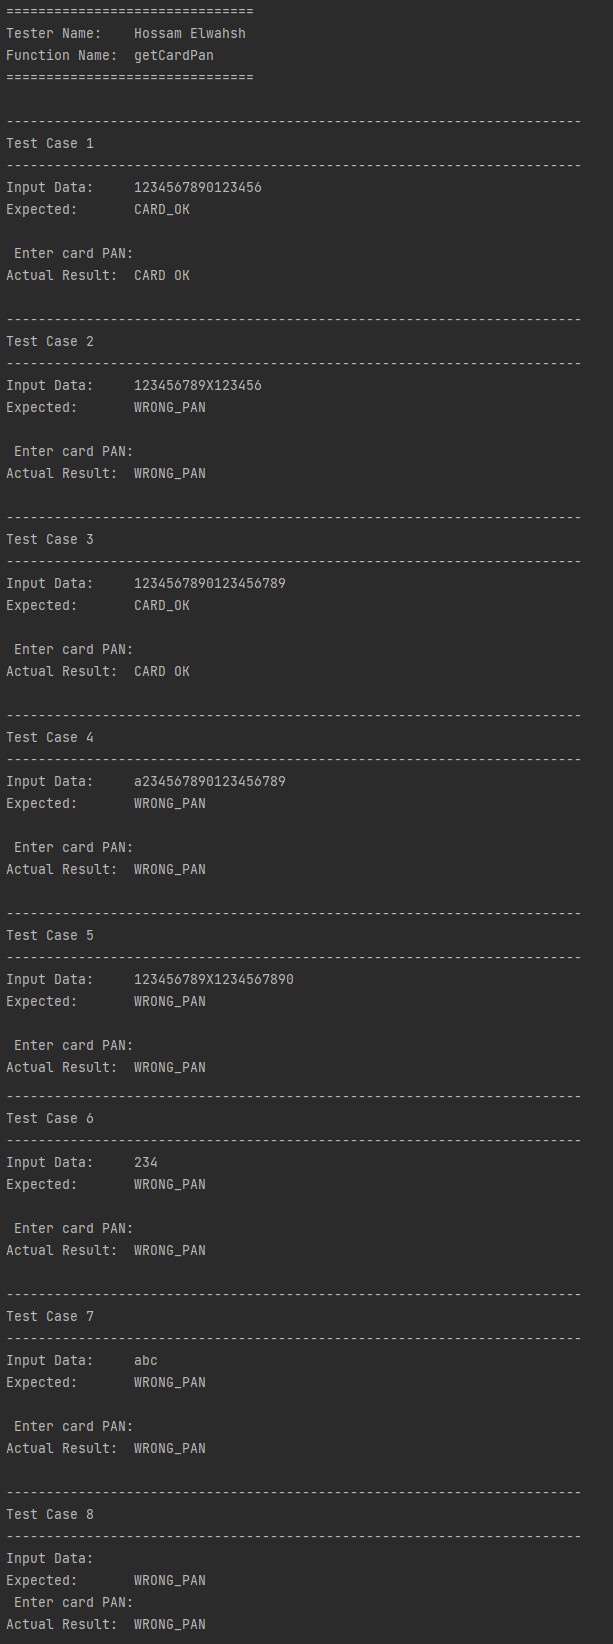 ===============================
Tester Name:    Hossam Elwahsh
Function Name:  getCardPan
===============================
------------------------------------------------------------------------
Test Case 1
------------------------------------------------------------------------
Input Data:     1234567890123456
Expected:       CARD_OK
 Enter card PAN:
Actual Result:  CARD OK
------------------------------------------------------------------------
Test Case 2
------------------------------------------------------------------------
Input Data:     123456789X123456
Expected:       WRONG_PAN
 Enter card PAN:
Actual Result:  WRONG_PAN
------------------------------------------------------------------------
Test Case 3
------------------------------------------------------------------------
Input Data:     1234567890123456789
Expected:       CARD_OK
 Enter card PAN:
Actual Result:  CARD OK
------------------------------------------------------------------------
Test Case 4
------------------------------------------------------------------------
Input Data:     a234567890123456789
Expected:       WRONG_PAN
 Enter card PAN:
Actual Result:  WRONG_PAN
------------------------------------------------------------------------
Test Case 5
------------------------------------------------------------------------
Input Data:     123456789X1234567890
Expected:       WRONG_PAN
 Enter card PAN:
Actual Result:  WRONG_PAN
------------------------------------------------------------------------
Test Case 6
------------------------------------------------------------------------
Input Data:     234
Expected:       WRONG_PAN
 Enter card PAN:
Actual Result:  WRONG_PAN
------------------------------------------------------------------------
Test Case 7
------------------------------------------------------------------------
Input Data:     abc
Expected:       WRONG_PAN
 Enter card PAN:
Actual Result:  WRONG_PAN
------------------------------------------------------------------------
Test Case 8
------------------------------------------------------------------------
Input Data:
Expected:       WRONG_PAN
 Enter card PAN:
Actual Result:  WRONG_PAN